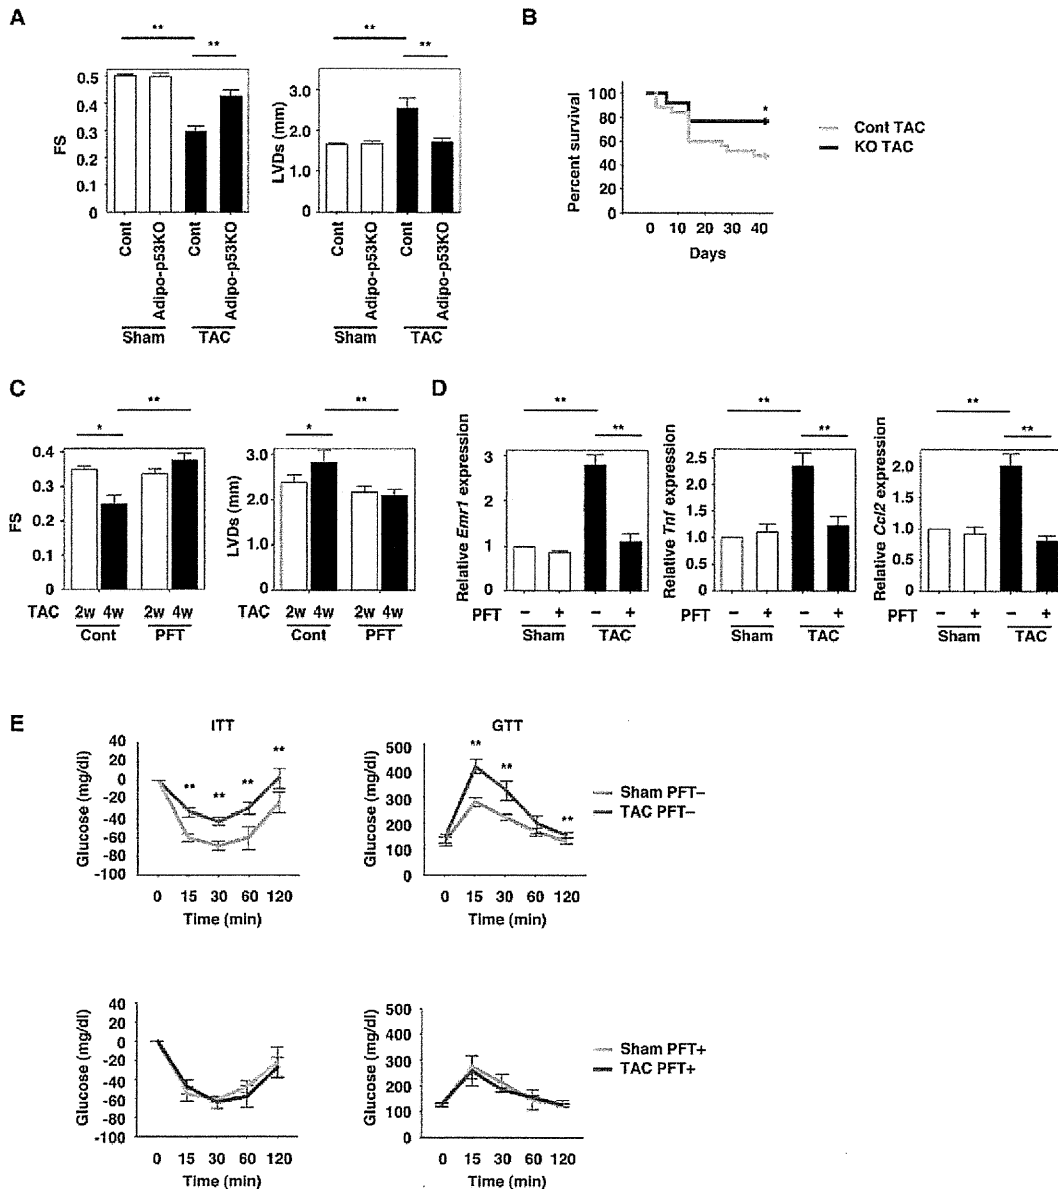 A
** **
FS
0.5
0.4
0.3
0.2
0.1
0
Cont
Adipo-p53KO
Cont
Adipo-p53KO
Sham TAC
** **
LVDs (mm)
3.0
2.0
1.0
0
Cont
Adipo-p53KO
Cont
Adipo-p53KO
Sham TAC
B
Percent survival
100
80
60
40
20
0
*
0 10 20 30 40
Days
Cont TAC
KO TAC
C
** *
FS
0.4
0.3
0.2
0.1
0
TAC 2w 4w 2w 4w
Cont PFT
** *
LVDs (mm)
3.0
2.0
1.0
0
TAC 2w 4w 2w 4w
Cont PFT
D
** **
Relative Emr1 expression
3
2
1
0
PFT – + – +
Sham TAC
** **
Relative Tnf expression
2.5
2.0
1.5
1.0
0.5
0
PFT – + – +
Sham TAC
** **
Relative Ccl2 expression
2.0
1.5
1.0
0.5
0
PFT – + – +
Sham TAC
E
ITT
Glucose (mg/dl)
40
20
0
-20
-40
-60
-80
-100
** ** ** **
0 15 30 60 120
Time (min)
GTT
Glucose (mg/dl)
500
400
300
200
100
0
** ** **
0 15 30 60 120
Time (min)
Sham PFT–
TAC PFT–
Glucose (mg/dl)
40
20
0
-20
-40
-60
-80
-100
0 15 30 60 120
Time (min)
Glucose (mg/dl)
500
400
300
200
100
0
0 15 30 60 120
Time (min)
Sham PFT+
TAC PFT+